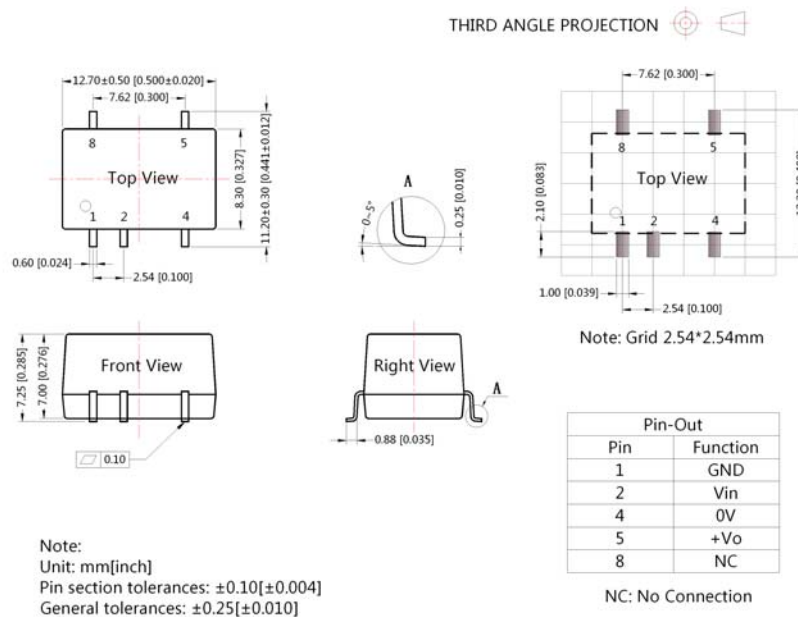 THIRD ANGLE PROJECTION
12.70±0.50 [0.500±0.020]
7.62 [0.300]
8 5
Top View
1 2 4
8.30 [0.327]
11.20±0.30 [0.441±0.012]
0.60 [0.024]
2.54 [0.100]
A
0~5°
0.25 [0.010]
7.62 [0.300]
8 5
Top View
1 2 4
2.10 [0.083]
1.00 [0.039]
2.54 [0.100]
Note: Grid 2.54*2.54mm
Front View
7.25 [0.285]
7.00 [0.276]
0.10
Right View
A
0.88 [0.035]
Pin-Out
Pin Function
1 GND
2 Vin
4 0V
5 +Vo
8 NC
NC: No Connection
Note:
Unit: mm[inch]
Pin section tolerances: ±0.10[±0.004]
General tolerances: ±0.25[±0.010]